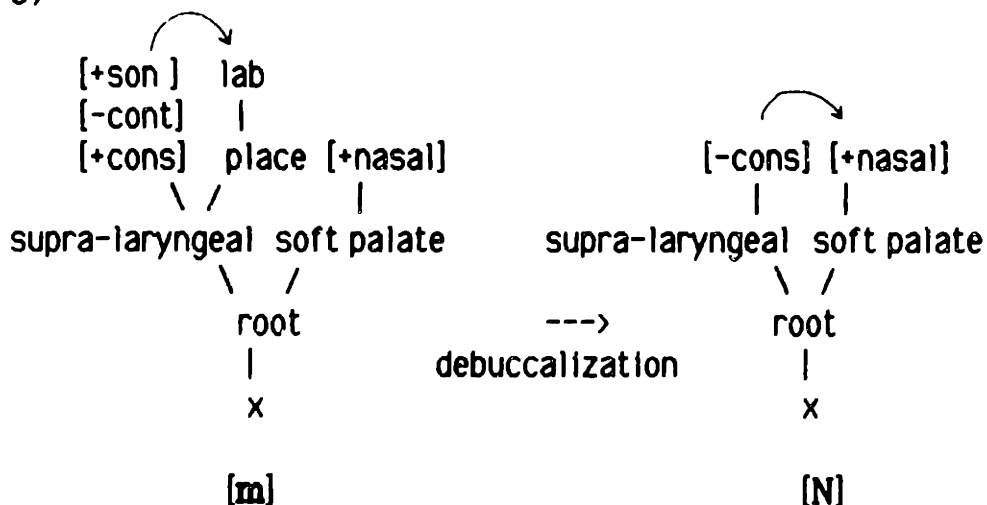 [+son ] lab
[-cont]
[+cons] place [+nasal] [-cons] [+nasal]
supra-laryngeal soft palate supra-laryngeal soft palate
root ---> root
debuccalization
x x
[m] [N]